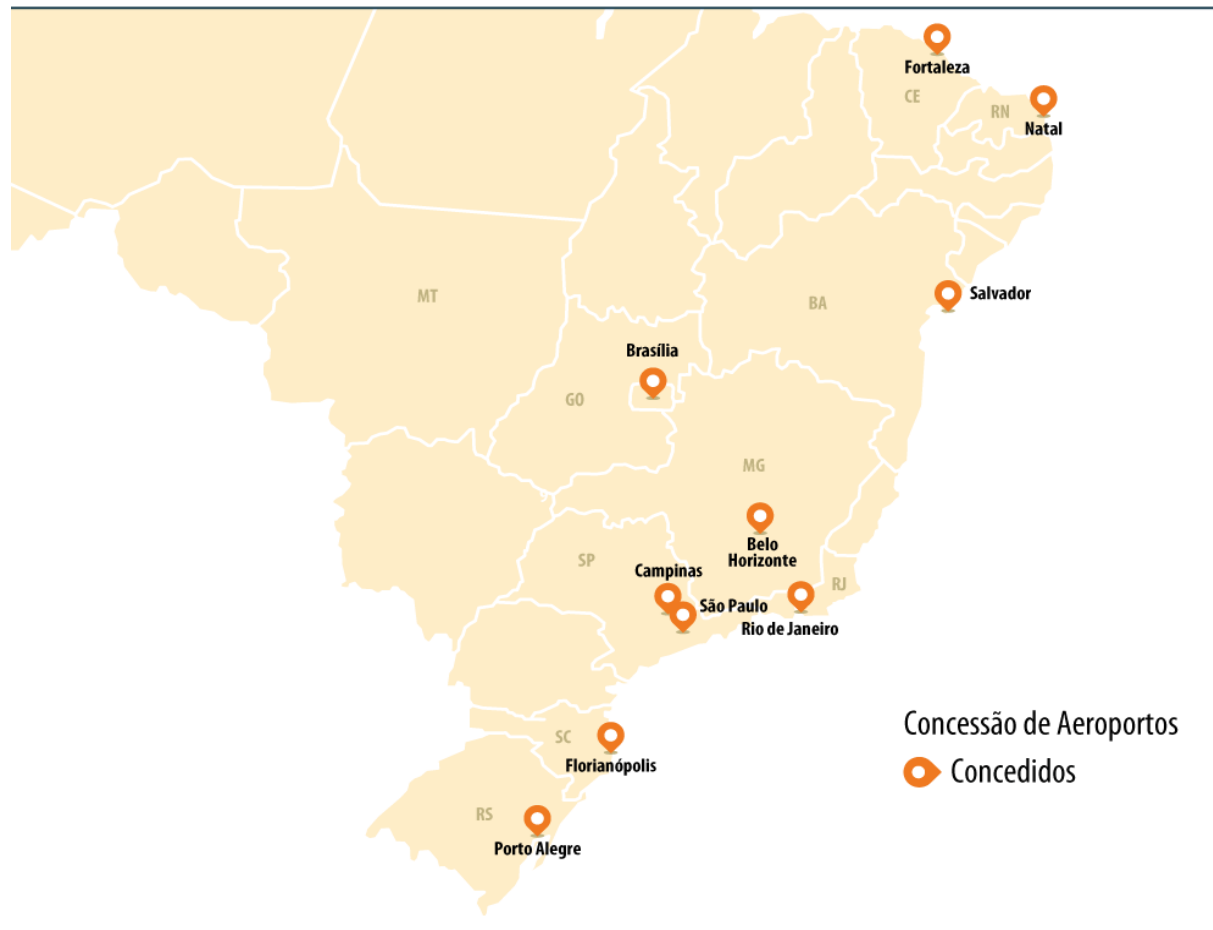 Fortaleza
CE
RN
Natal
MT
BA
Salvador
Brasília
GO
MG
Belo
Horizonte
SP
Campinas
RJ
São Paulo
Rio de Janeiro
Concessão de Aeroportos
SC
Florianópolis
Concedidos
RS
Porto Alegre